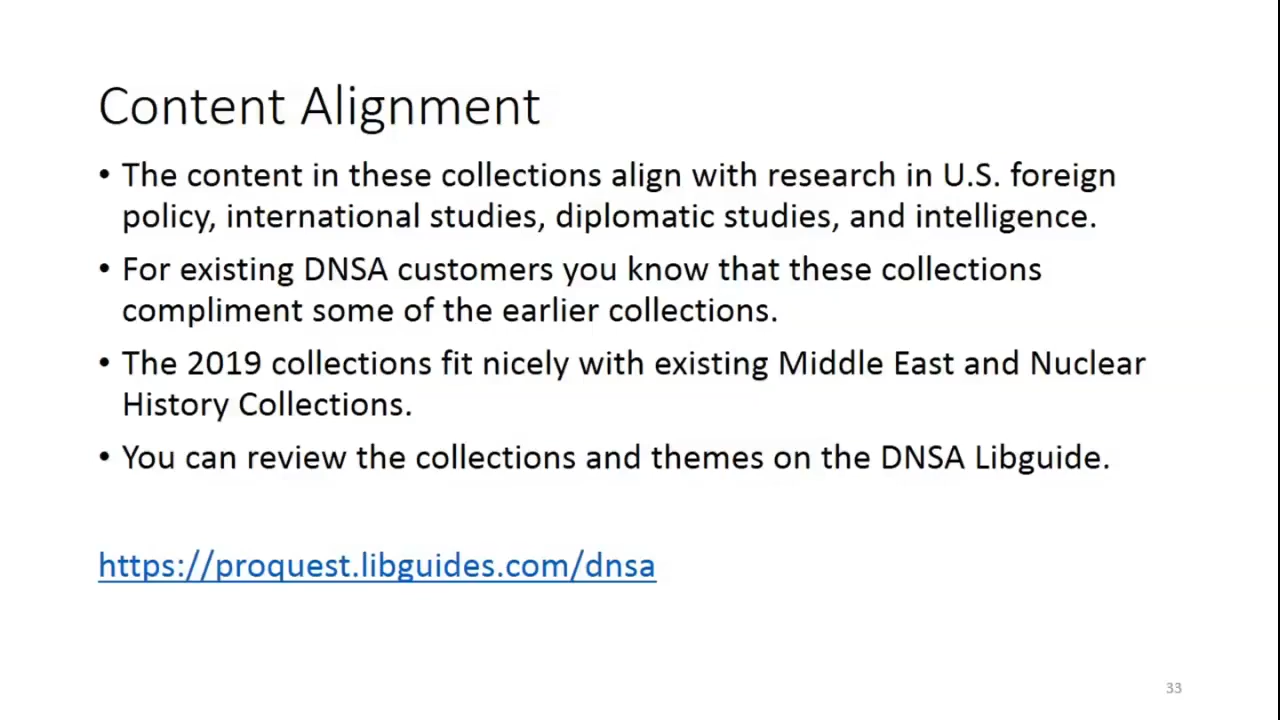 Content Alignment
• The content in these collections align with research in U.S. foreign
policy, international studies, diplomatic studies, and intelligence.
• For existing DNSA customers you know that these collections
compliment some of the earlier collections.
• The 2019 collections fit nicely with existing Middle East and Nuclear
History Collections.
• You can review the collections and themes on the DNSA Libguide.
https://proquest.libguides.com/dnsa
33